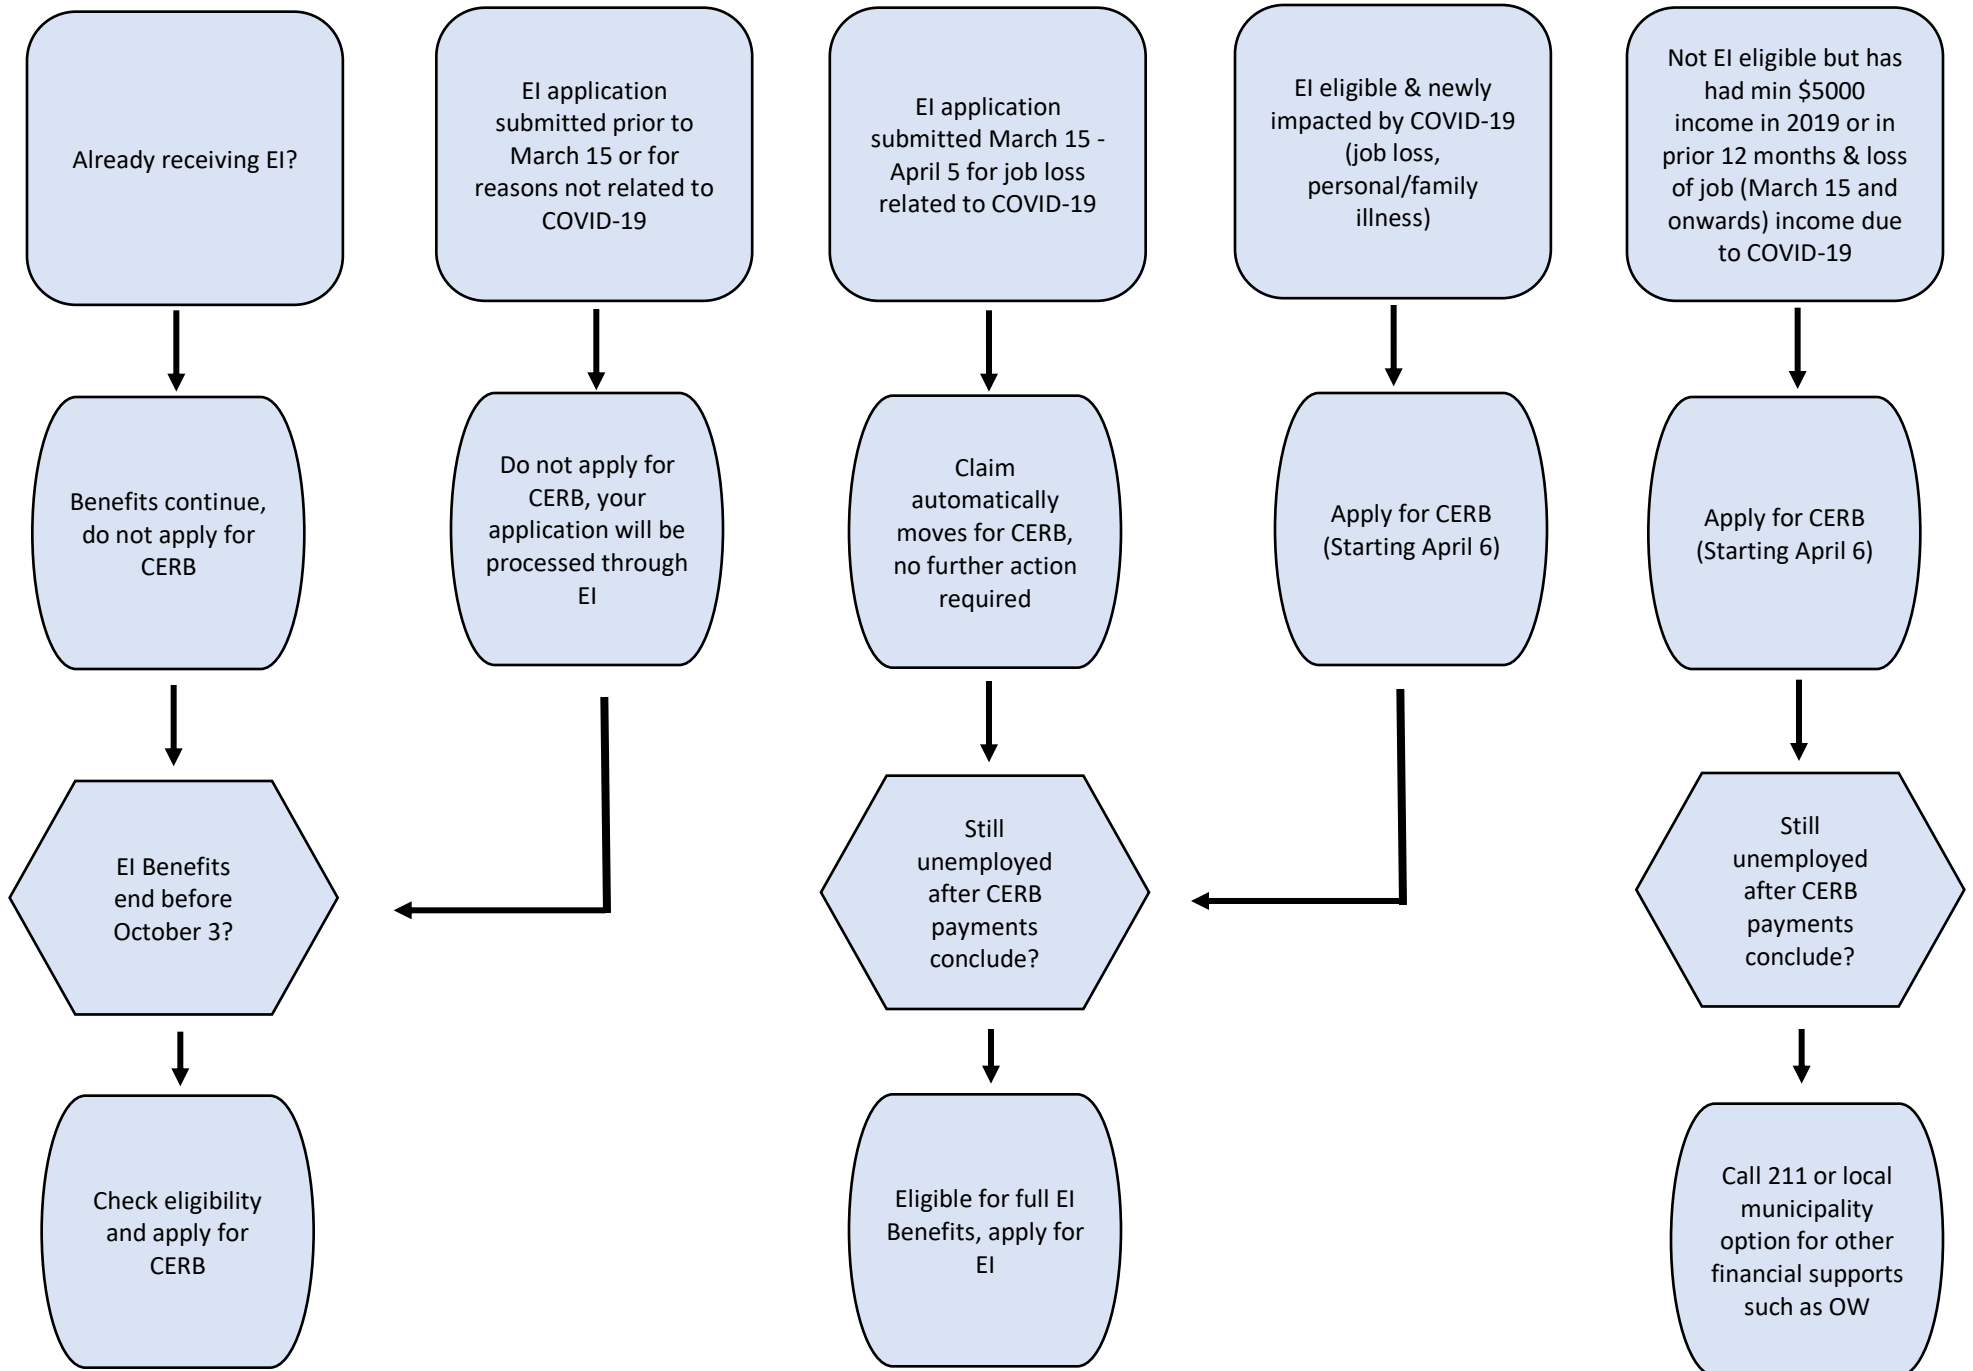 Already receiving EI?
EI application
submitted prior to
March 15 or for
reasons not related to
COVID-19
EI application
submitted March 15 -
April 5 for job loss
related to COVID-19
EI eligible & newly
impacted by COVID-19
(job loss,
personal/family
illness)
Not EI eligible but has
had min $5000
income in 2019 or in
prior 12 months & loss
of job (March 15 and
onwards) income due
to COVID-19
Benefits continue,
do not apply for
CERB
Do not apply for
CERB, your
application will be
processed through
EI
Claim
automatically
moves for CERB,
no further action
required
Apply for CERB
(Starting April 6)
Apply for CERB
(Starting April 6)
EI Benefits
end before
October 3?
Still
unemployed
after CERB
payments
conclude?
Still
unemployed
after CERB
payments
conclude?
Check eligibility
and apply for
CERB
Eligible for full EI
Benefits, apply for
EI
Call 211 or local
municipality
option for other
financial supports
such as OW